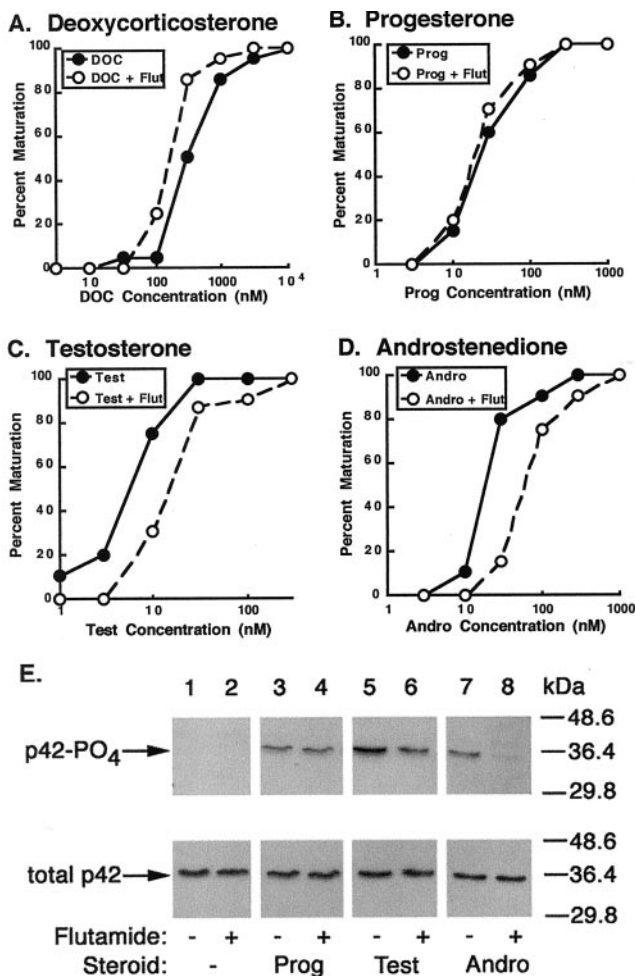 A. Deoxycorticosterone
DOC
DOC + Flut
Percent Maturation
100
80
60
40
20
0
10 100 1000 10⁴
DOC Concentration (nM)
B. Progesterone
Prog
Prog + Flut
Percent Maturation
100
80
60
40
20
0
1 10 100 1000
Prog Concentration (nM)
C. Testosterone
Test
Test + Flut
Percent Maturation
100
80
60
40
20
0
1 10 100
Test Concentration (nM)
D. Androstenedione
Andro
Andro + Flut
Percent Maturation
100
80
60
40
20
0
1 10 100 1000
Andro Concentration (nM)
E.
1 2 3 4 5 6 7 8 kDa
p42-PO₄
48.6
36.4
29.8
total p42
48.6
36.4
29.8
Flutamide: - + - + - + - +
Steroid: - Prog Test Andro